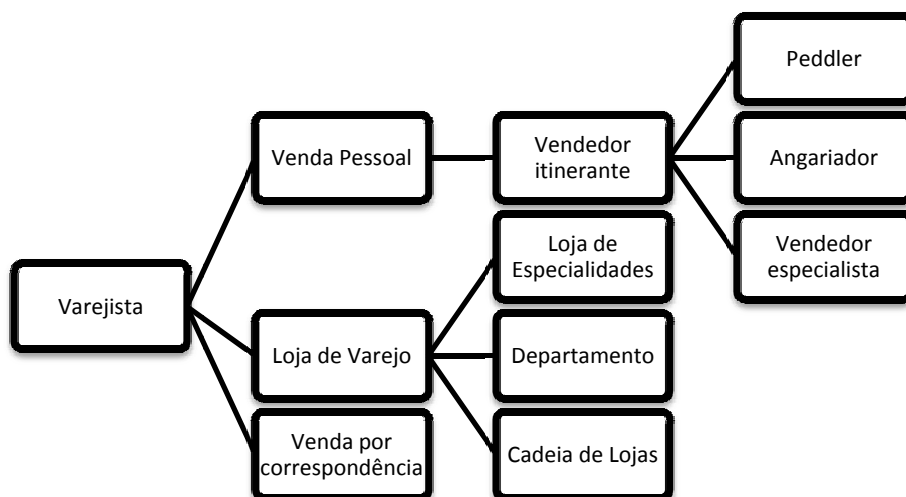 Peddler
Venda Pessoal
Vendedor
itinerante
Angariador
Loja de
Especialidades
Vendedor
especialista
Varejista
Loja de Varejo
Departamento
Venda por
correspondência
Cadeia de Lojas